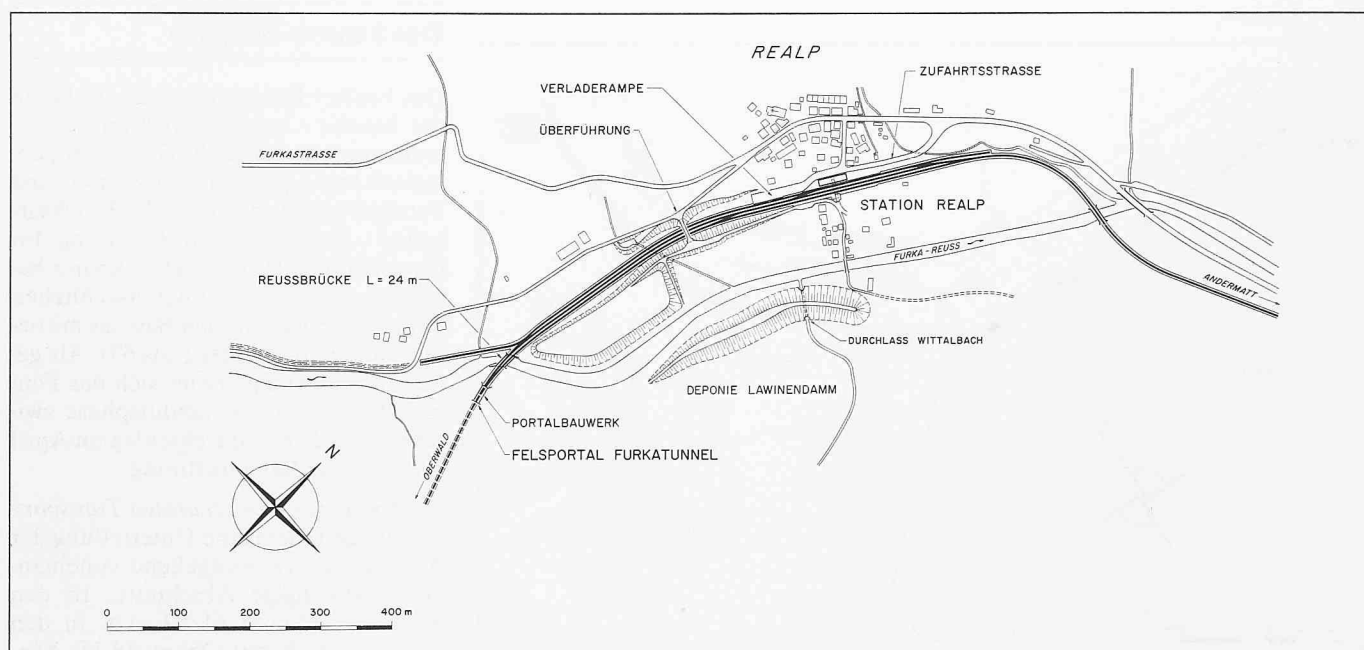 REALP
ZUFAHRTSSTRASSE
VERLADERAMPE
ÜBERFÜHRUNG
FURKASTRASSE
STATION REALP
FURKA-REUSS
REUSSBRÜCKE L = 24 m
ANDERMATT
DURCHLASS WITTALBACH
DEPONIE LAWINENDAMM
PORTALBAUWERK
FELSPORTAL FURKATUNNEL
OBERWALD
N
0 100 200 300 400 m